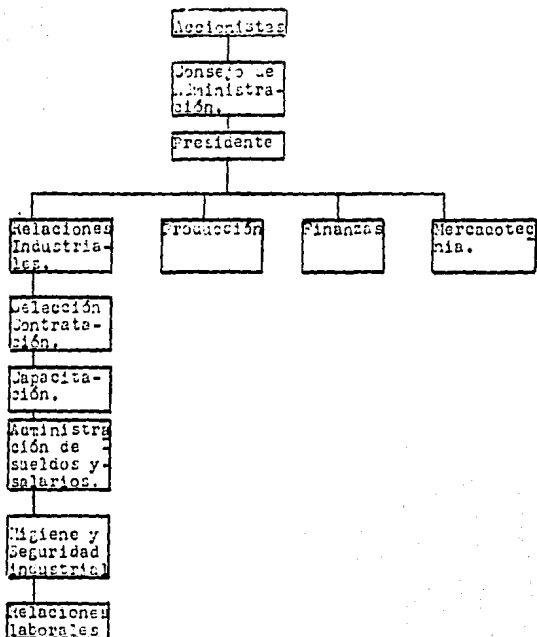 Accionistas
Consejo de
Administra-
ción.
Presidente
Relaciones
Industria-
les.
Producción
Finanzas
Mercadotec
nia.
Selección
Contrata-
ción.
Capacita-
ción.
Administra
ción de
sueldos y
salarios.
Higiene y
Seguridad
industrial
Relaciones
laborales